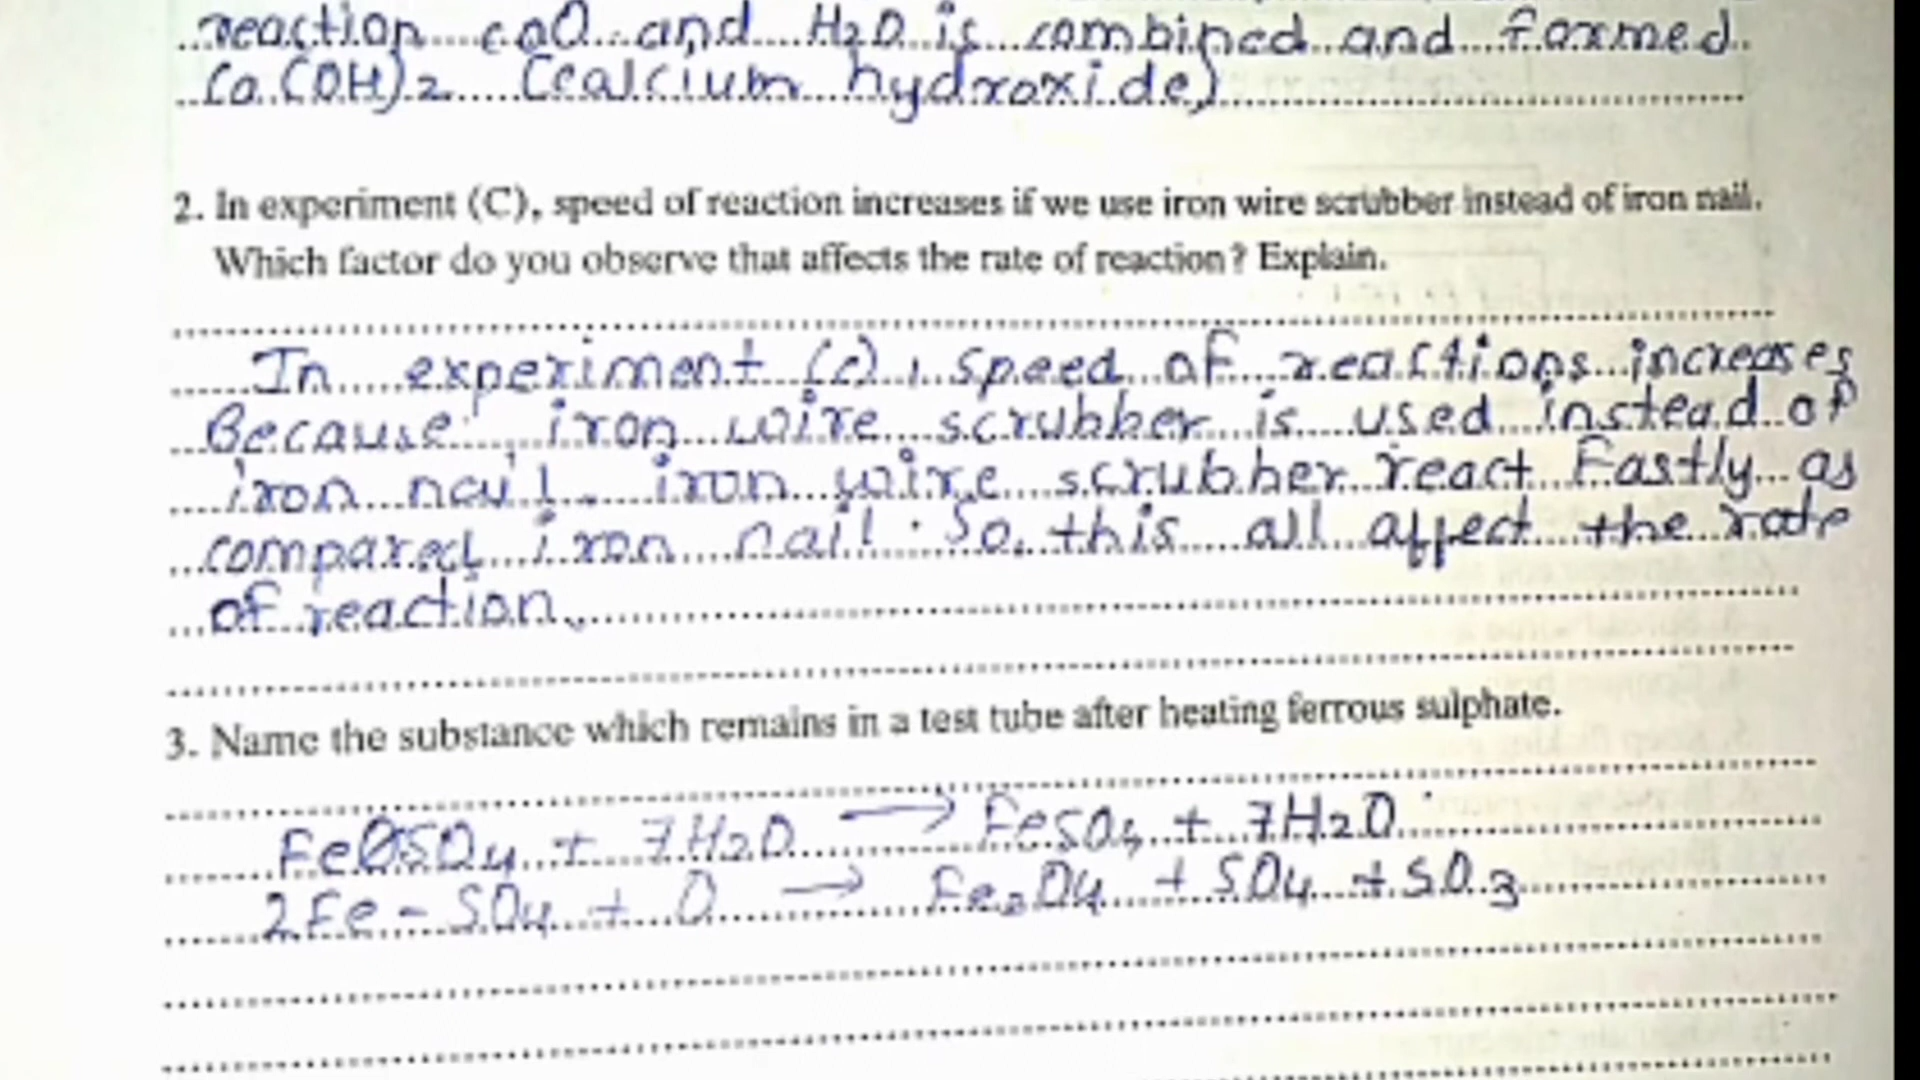 reaction caO and H2O is combined and formed
Ca(OH)2 (calcium hydroxide)
2. In experiment (C), speed of reaction increases if we use iron wire scrubber instead of iron nail.
Which factor do you observe that affects the rate of reaction? Explain.
In experiment (c), speed of reactions increases
Because, iron wire scrubber is used instead of
iron nail. iron wire scrubber react fastly as
compared iron nail. So, this all affect the rate
of reaction.
3. Name the substance which remains in a test tube after heating ferrous sulphate.
FeSO4 + 7H2O → FeSO4 + 7H2O
2Fe - SO4 + O → Fe2O4 + SO4 + SO3